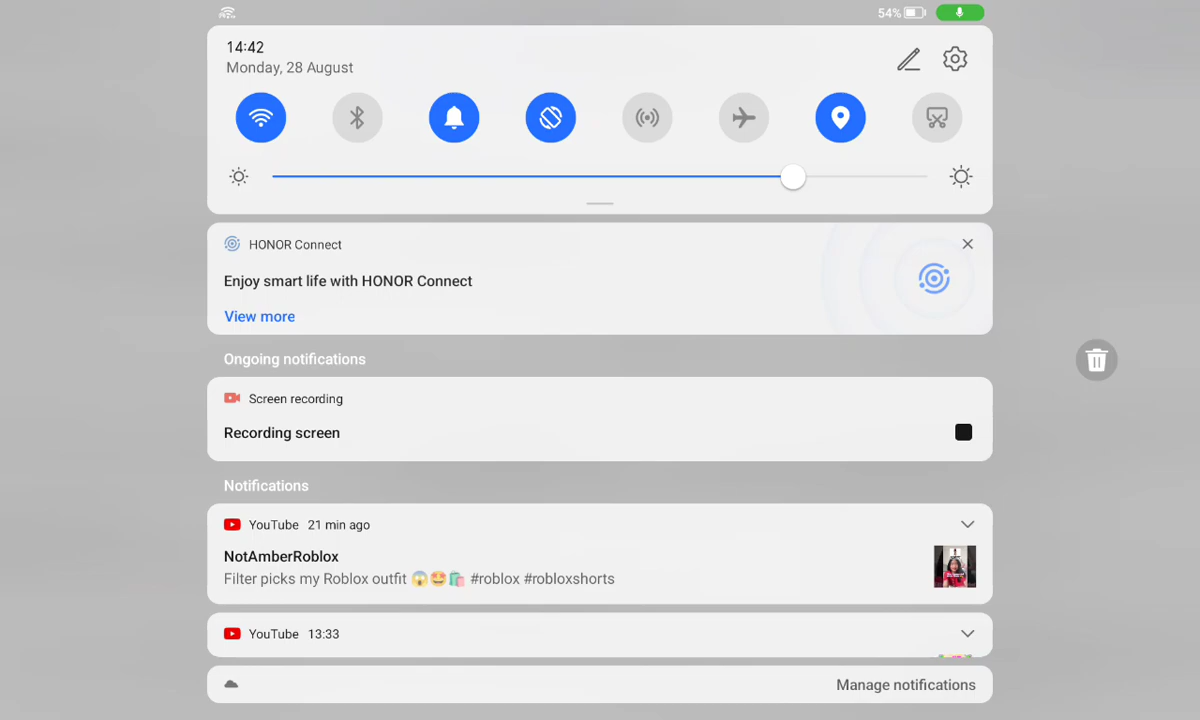 54%
14:42
Monday, 28 August
HONOR Connect
Enjoy smart life with HONOR Connect
View more
Ongoing notifications
Screen recording
Recording screen
Notifications
YouTube 21 min ago
NotAmberRoblox
Filter picks my Roblox outfit 😱🤩🛍️ #roblox #robloxshorts
YouTube 13:33
Manage notifications